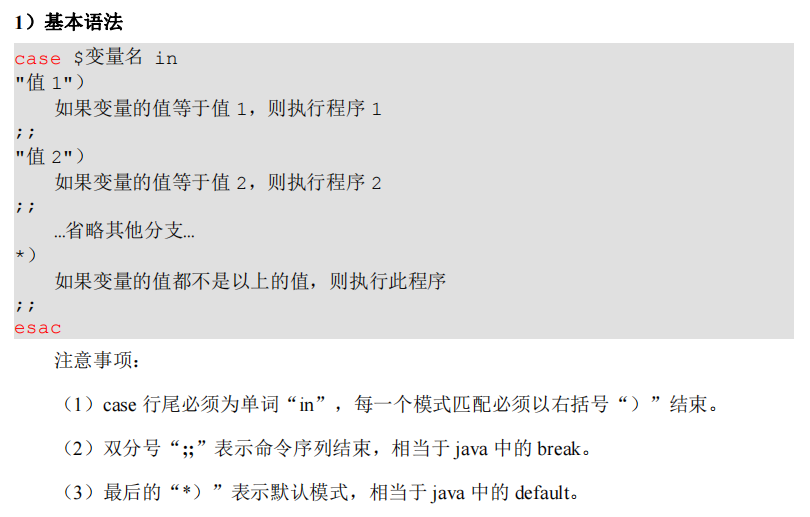 1）基本语法
case $变量名 in
"值 1"）
如果变量的值等于值 1，则执行程序 1
;;
"值 2"）
如果变量的值等于值 2，则执行程序 2
;;
…省略其他分支…
*）
如果变量的值都不是以上的值，则执行此程序
;;
esac
注意事项：
（1）case 行尾必须为单词“in”，每一个模式匹配必须以右括号“）”结束。
（2）双分号“;;”表示命令序列结束，相当于 java 中的 break。
（3）最后的“*）”表示默认模式，相当于 java 中的 default。